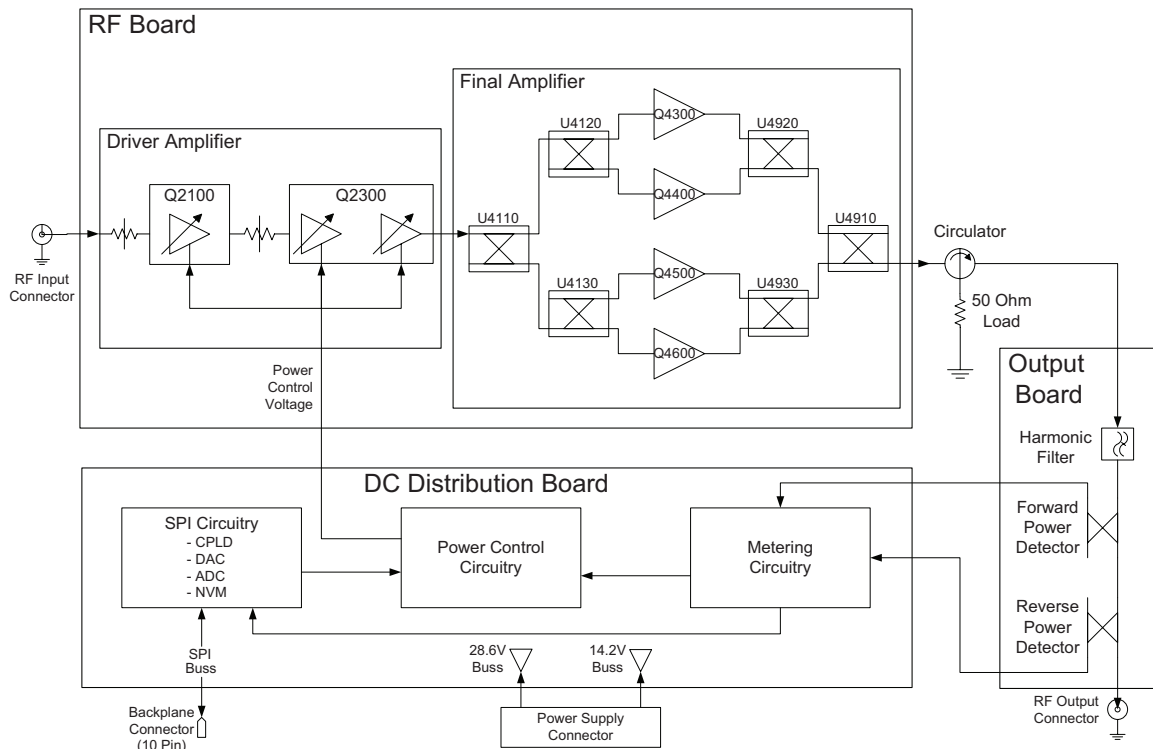 RF Board
Final Amplifier
Driver Amplifier
U4120
Q4300
U4920
Q2100
Q2300
Q4400
U4110
U4910
RF Input
Connector
U4130
Q4500
U4930
Q4600
Circulator
50 Ohm
Load
Power
Control
Voltage
Output
Board
Harmonic
Filter
Forward
Power
Detector
Reverse
Power
Detector
RF Output
Connector
DC Distribution Board
SPI Circuitry
- CPLD
- DAC
- ADC
- NVM
Power Control
Circuitry
Metering
Circuitry
SPI
Buss
28.6V
Buss
14.2V
Buss
Backplane
Connector
(10 Pin)
Power Supply
Connector